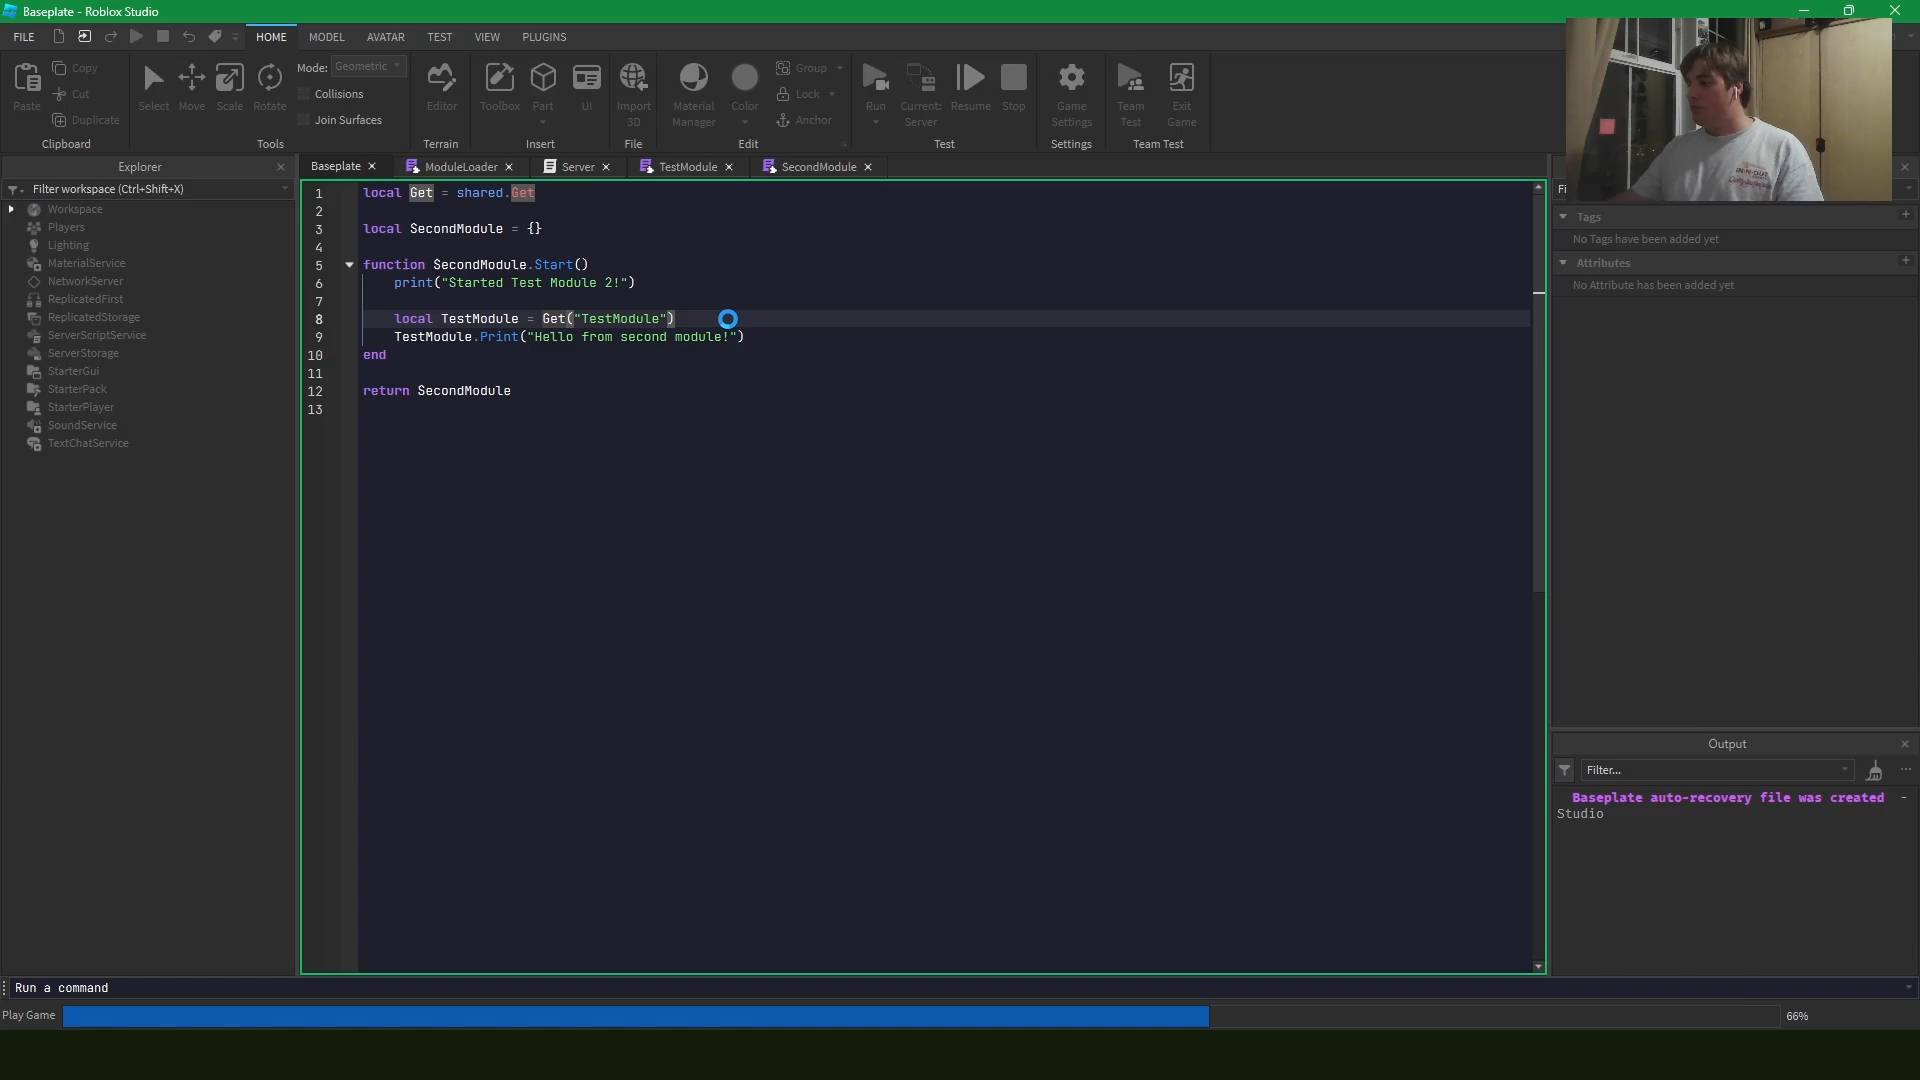 Baseplate - Roblox Studio
FILE
HOME
MODEL
AVATAR
TEST
VIEW
PLUGINS
Paste
Copy
Cut
Duplicate
Clipboard
Select
Move
Scale
Rotate
Mode: Geometric
Collisions
Join Surfaces
Tools
Editor
Terrain
Toolbox
Part
UI
Insert
Import 3D
File
Material Manager
Color
Group
Lock
Anchor
Edit
Run
Current: Server
Resume
Stop
Test
Game Settings
Settings
Team Test
Exit Game
Team Test
Explorer
Filter workspace (Ctrl+Shift+X)
Workspace
Players
Lighting
MaterialService
NetworkServer
ReplicatedFirst
ReplicatedStorage
ServerScriptService
ServerStorage
StarterGui
StarterPack
StarterPlayer
SoundService
TextChatService
Baseplate
ModuleLoader
Server
TestModule
SecondModule
1 local Get = shared.Get
2
3 local SecondModule = {}
4
5 function SecondModule.Start()
6 print("Started Test Module 2!")
7
8 local TestModule = Get("TestModule")
9 TestModule.Print("Hello from second module!")
10 end
11
12 return SecondModule
13
IN-N-OUT
Tags
No Tags have been added yet
Attributes
No Attribute has been added yet
Output
Filter...
Baseplate auto-recovery file was created -
Studio
Run a command
Play Game
66%